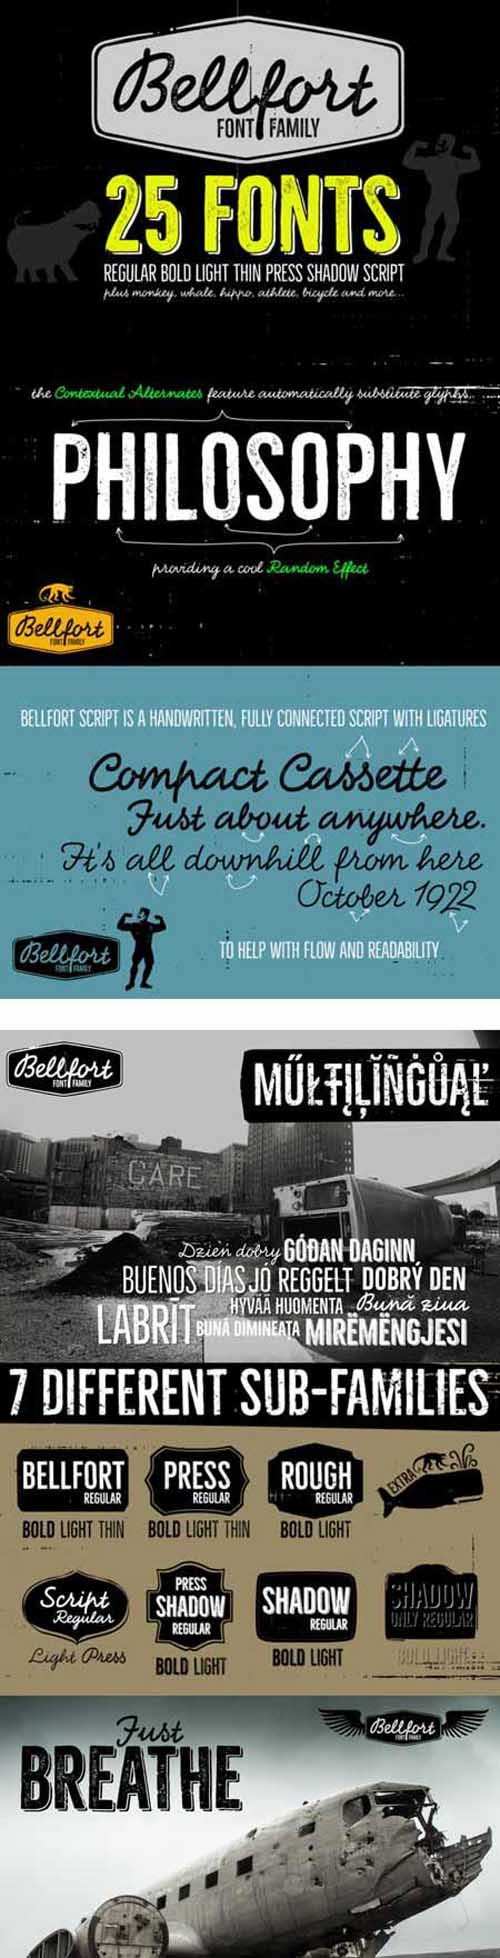 Bellfort
FONT FAMILY
25 FONTS
REGULAR BOLD LIGHT THIN PRESS SHADOW SCRIPT
plus monkey, whale, hippo, athlete, bicycle and more...
the Contextual Alternates feature automatically substitute glyphs
PHILOSOPHY
providing a cool Random Effect
Bellfort
FONT FAMILY
BELLFORT SCRIPT IS A HANDWRITTEN, FULLY CONNECTED SCRIPT WITH LIGATURES
Compact Cassette
Just about anywhere.
It's all downhill from here
October 1922
Bellfort
FONT FAMILY
TO HELP WITH FLOW AND READABILITY
Bellfort
FONT FAMILY
CARE
Dzień dobry GÓÐAN DAGINN
BUENOS DÍAS JÓ REGGELT DOBRÝ DEN
HYVÄÄ HUOMENTA Bună ziua
LABRĪT BUNĂ DIMINEATA MIRËMËNGJESI
7 DIFFERENT SUB-FAMILIES
BELLFORT
REGULAR
BOLD LIGHT THIN
PRESS
REGULAR
BOLD LIGHT THIN
ROUGH
REGULAR
BOLD LIGHT
EXTRA
Script
Regular
Light Press
PRESS
SHADOW
REGULAR
BOLD LIGHT
SHADOW
REGULAR
BOLD LIGHT
SHADOW
ONLY REGULAR
BOLD LIGHT
Just
BREATHE
Bellfort
FONT FAMILY